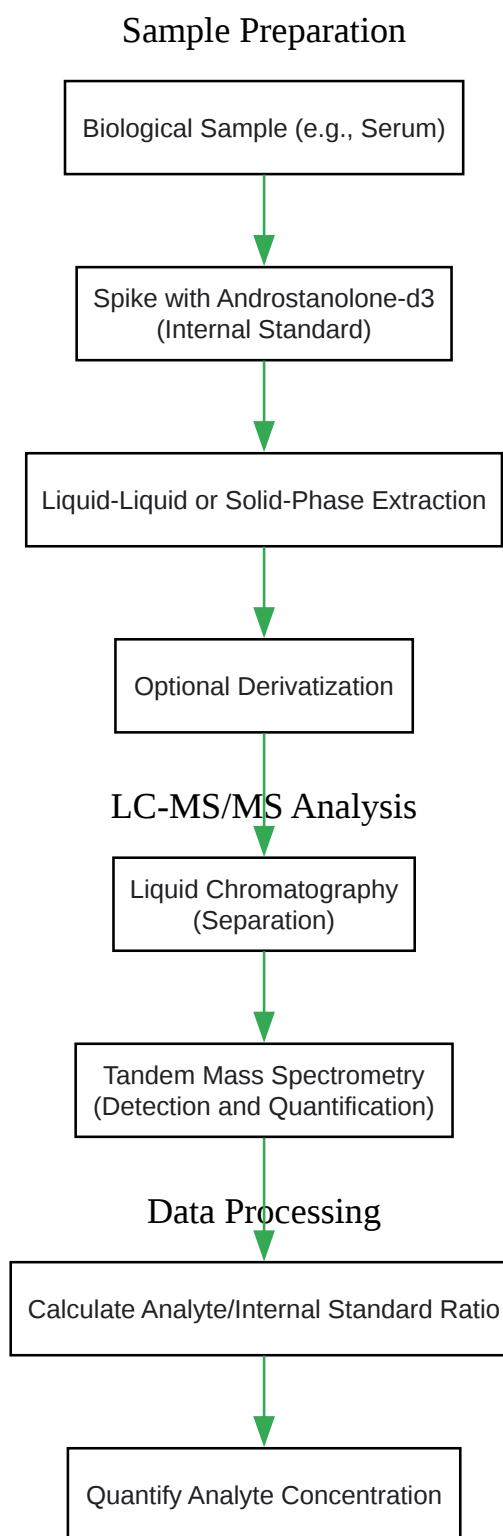 Sample Preparation
Biological Sample (e.g., Serum)
Spike with Androstanolone-d3
(Internal Standard)
Liquid-Liquid or Solid-Phase Extraction
Optional Derivatization
LC-MS/MS Analysis
Liquid Chromatography
(Separation)
Tandem Mass Spectrometry
(Detection and Quantification)
Data Processing
Calculate Analyte/Internal Standard Ratio
Quantify Analyte Concentration